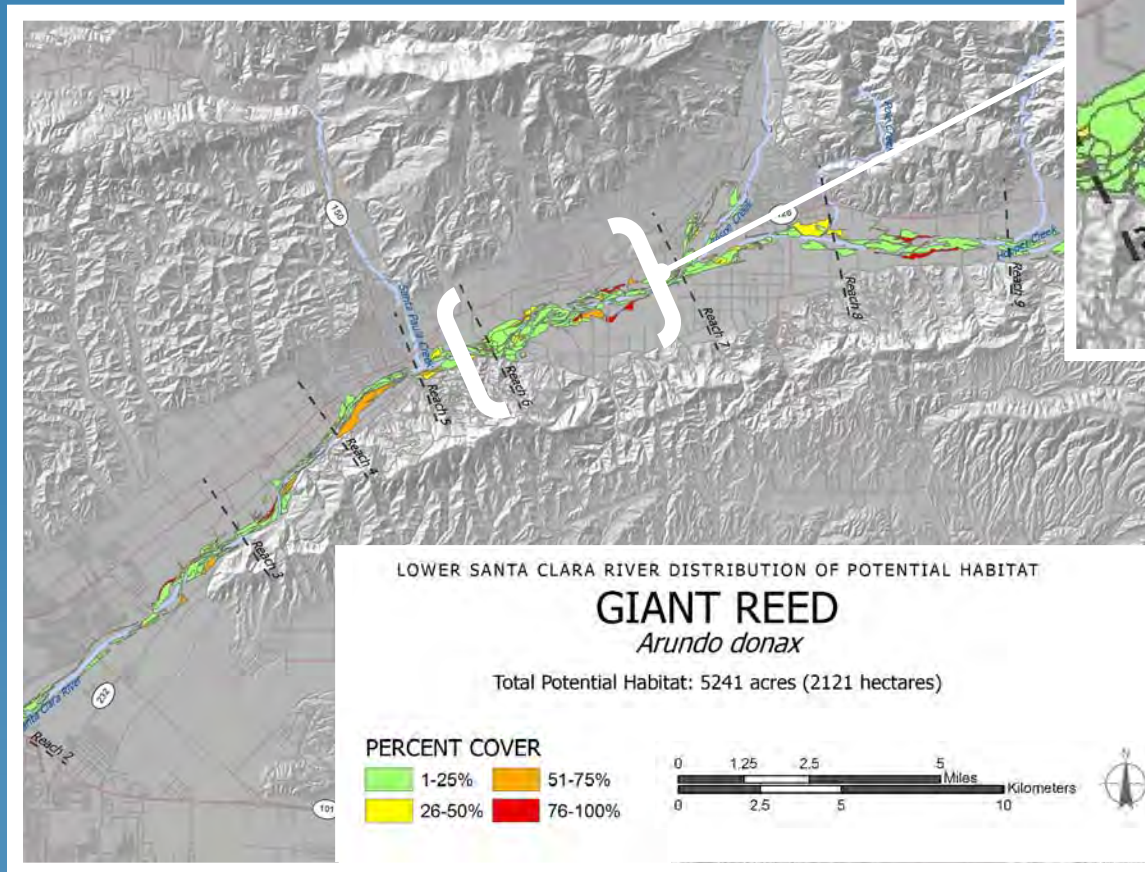 150
Santa Paula Creek
126
Reach 9
Reach 8
Reach 7
Reach 6
Reach 5
Reach 4
Reach 3
232
Clara River
Reach 2
101
LOWER SANTA CLARA RIVER DISTRIBUTION OF POTENTIAL HABITAT
GIANT REED
Arundo donax
Total Potential Habitat: 5241 acres (2121 hectares)
PERCENT COVER
1-25%
51-75%
26-50%
76-100%
0 1.25 2.5 5
Miles
Kilometers
0 2.5 5 10
N